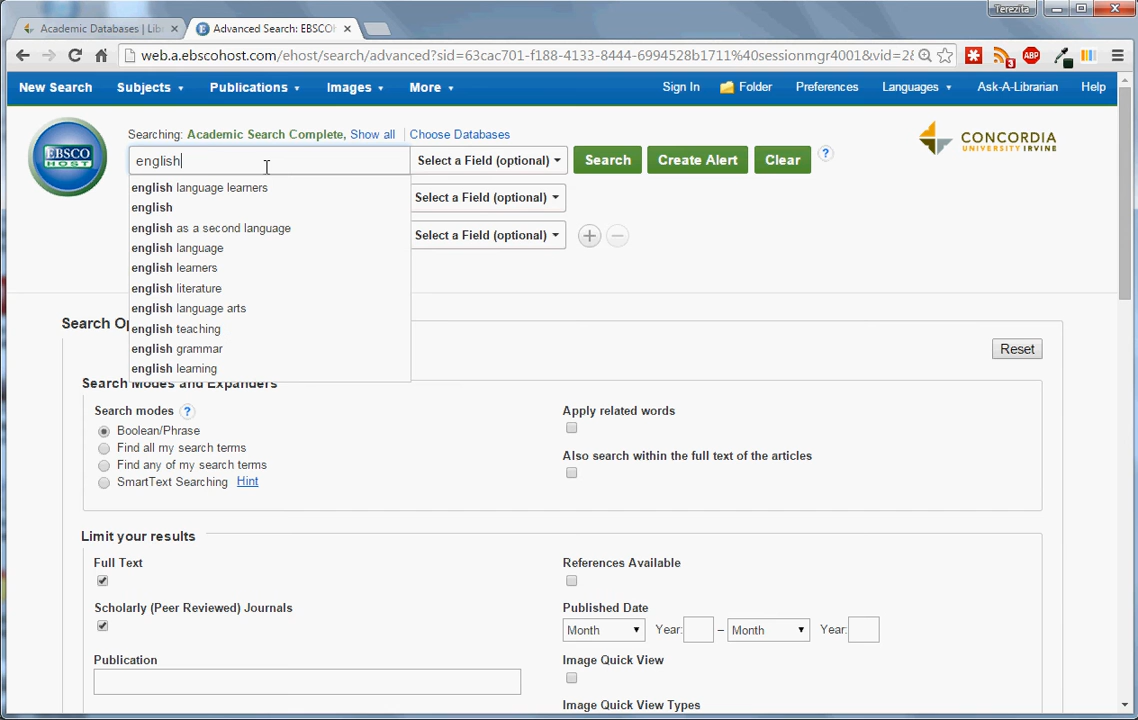 Terezita
Academic Databases | Lib
Advanced Search: EBSCO
web.a.ebscohost.com/ehost/search/advanced?sid=63cac701-f188-4133-8444-6994528b1711%40sessionmgr4001&vid=28
New Search Subjects Publications Images More Sign In Folder Preferences Languages Ask-A-Librarian Help
EBSCO
HOST
Searching: Academic Search Complete, Show all | Choose Databases
CONCORDIA
UNIVERSITY IRVINE
english Select a Field (optional) Search Create Alert Clear ?
english language learners
Select a Field (optional)
english
english as a second language
Select a Field (optional) + −
english language
english learners
english literature
english language arts
english teaching
english grammar
english learning
Search Op
Reset
Search Modes and Expanders
Search modes ?
Boolean/Phrase
Find all my search terms
Find any of my search terms
SmartText Searching Hint
Apply related words
Also search within the full text of the articles
Limit your results
Full Text
References Available
Scholarly (Peer Reviewed) Journals
Published Date
Month Year: – Month Year:
Publication
Image Quick View
Image Quick View Types
ABP
3